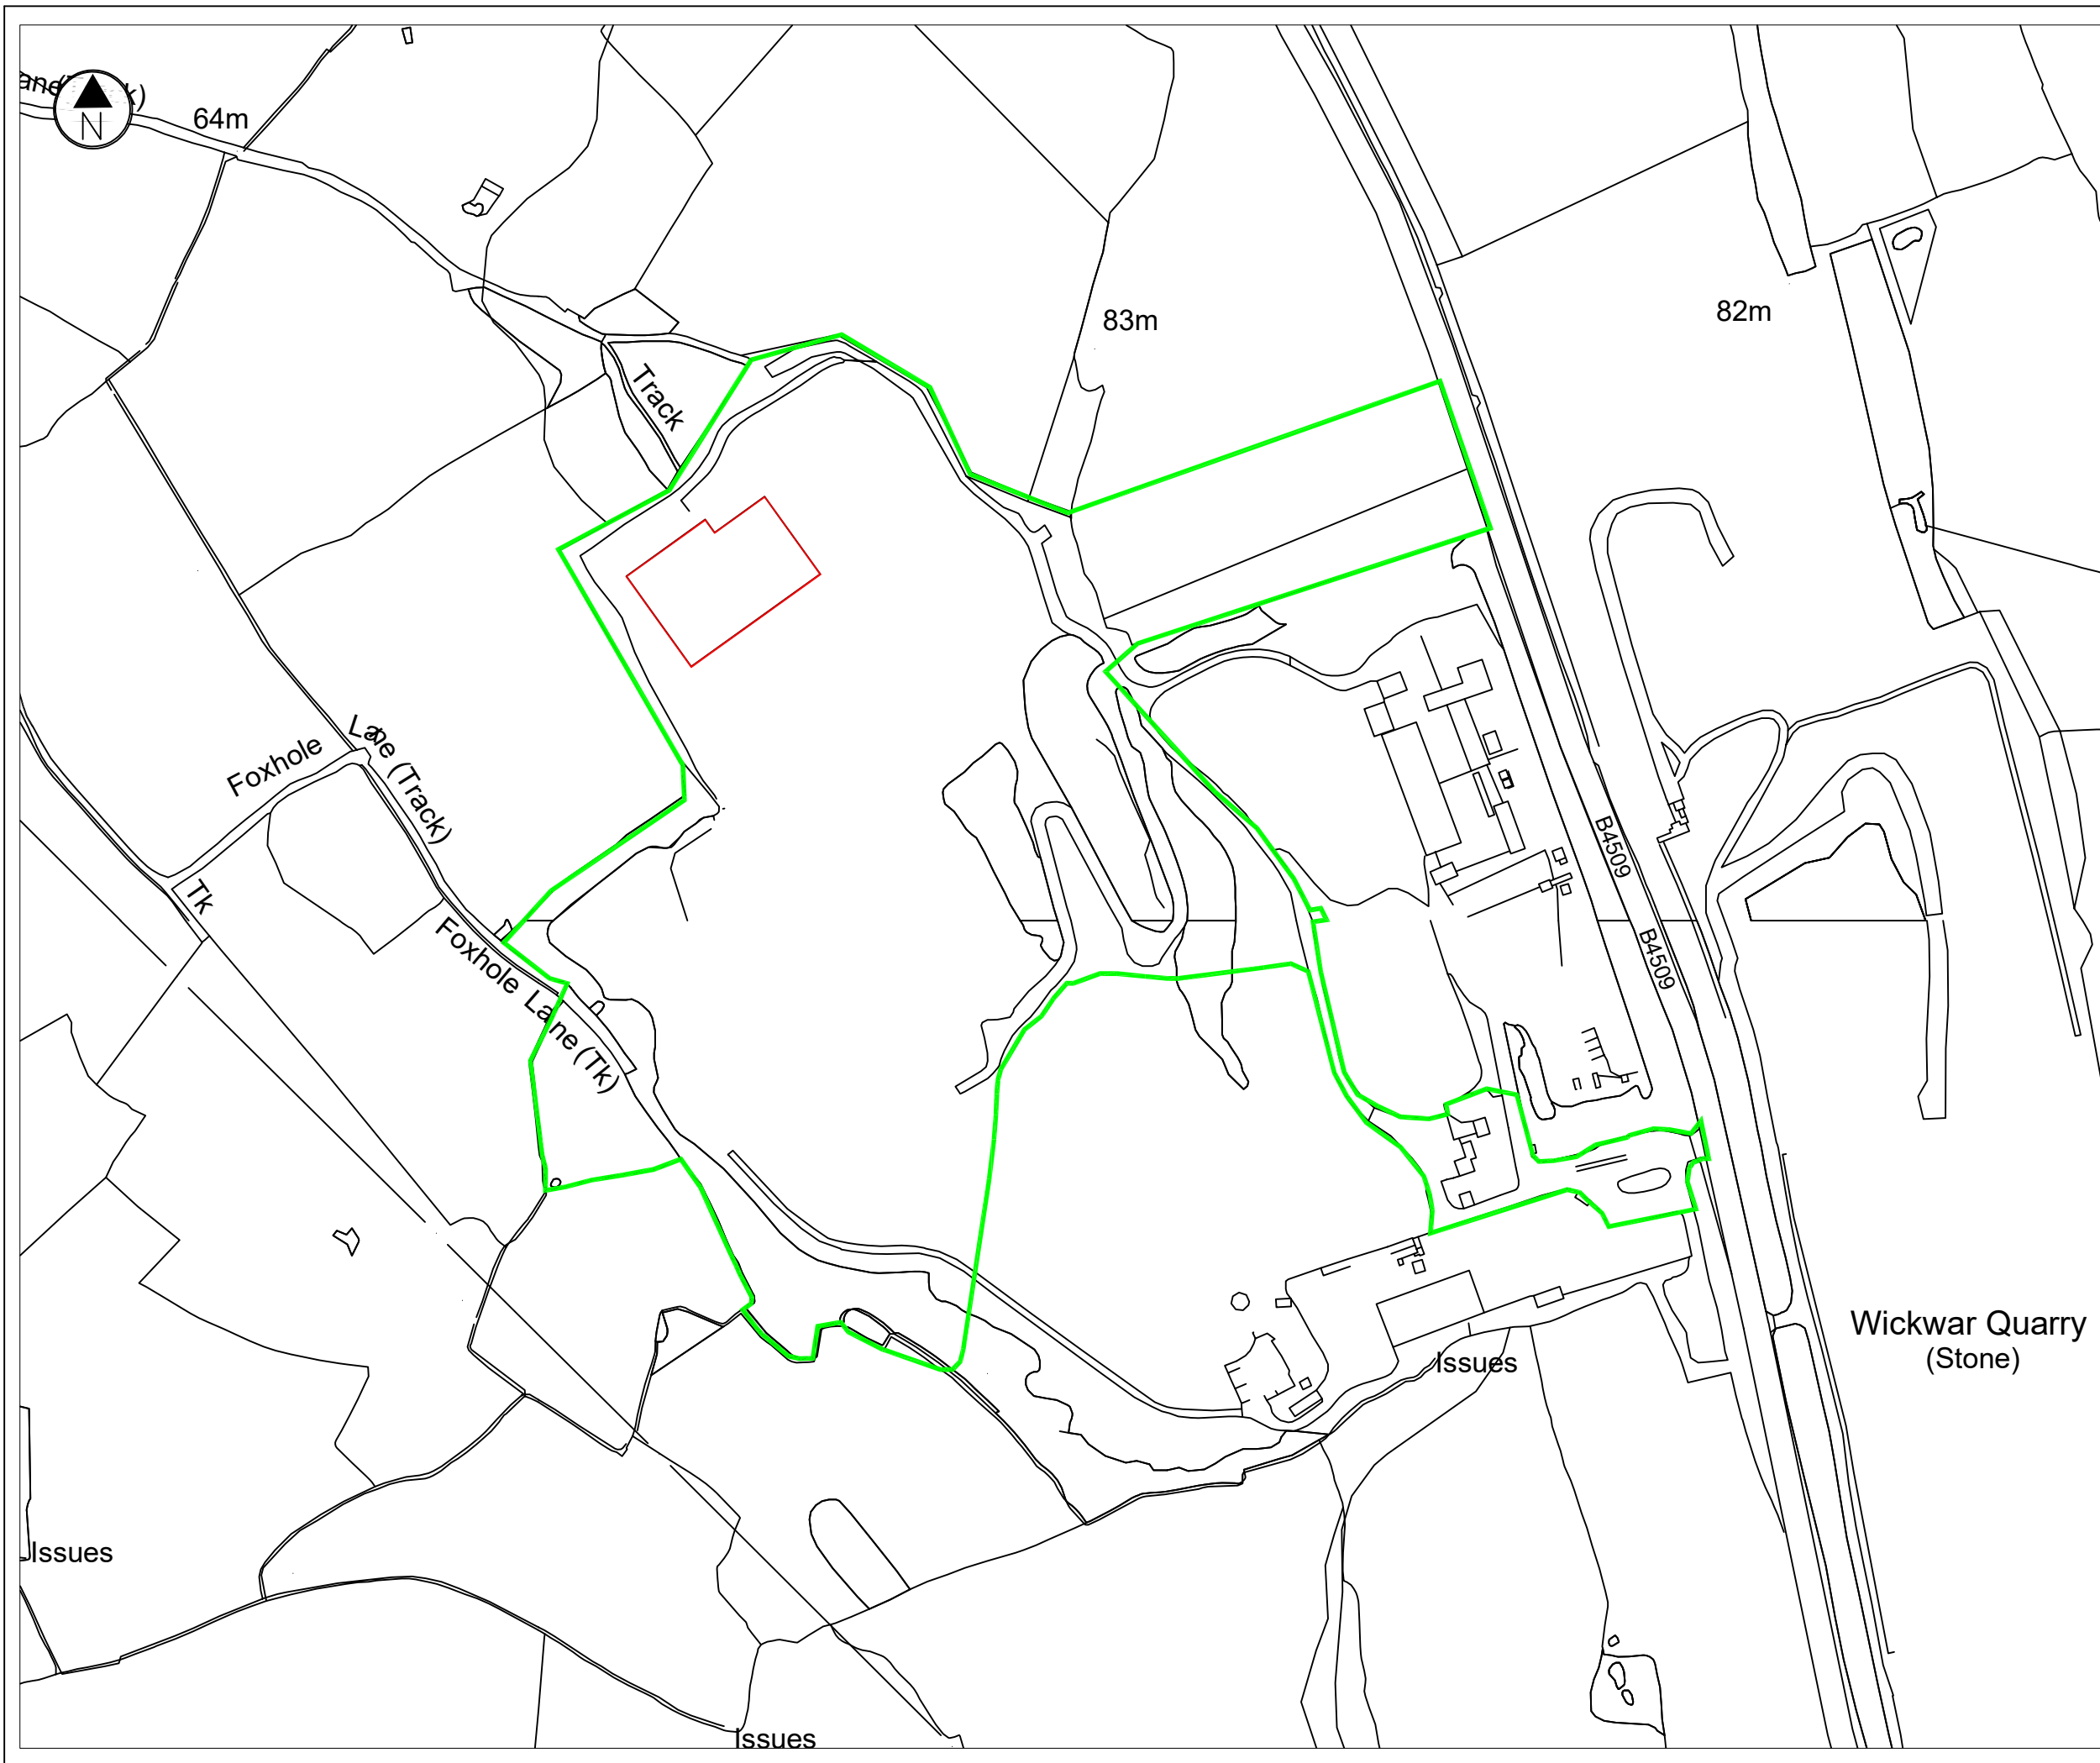 N
64m
83m
82m
Track
Foxhole
Lane (Track)
Tk
Foxhole Lane (Tk)
B4509
B4509
Wickwar Quarry
(Stone)
Issues
Issues
Issues